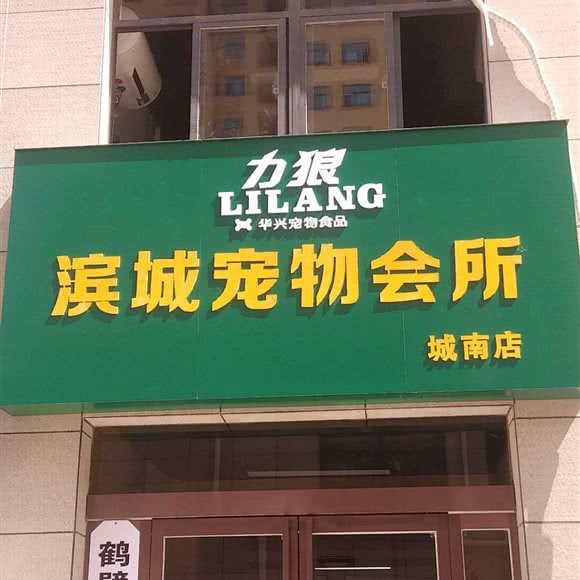 力狼
LILANG
华兴宠物食品
滨城宠物会所
城南店
鹤